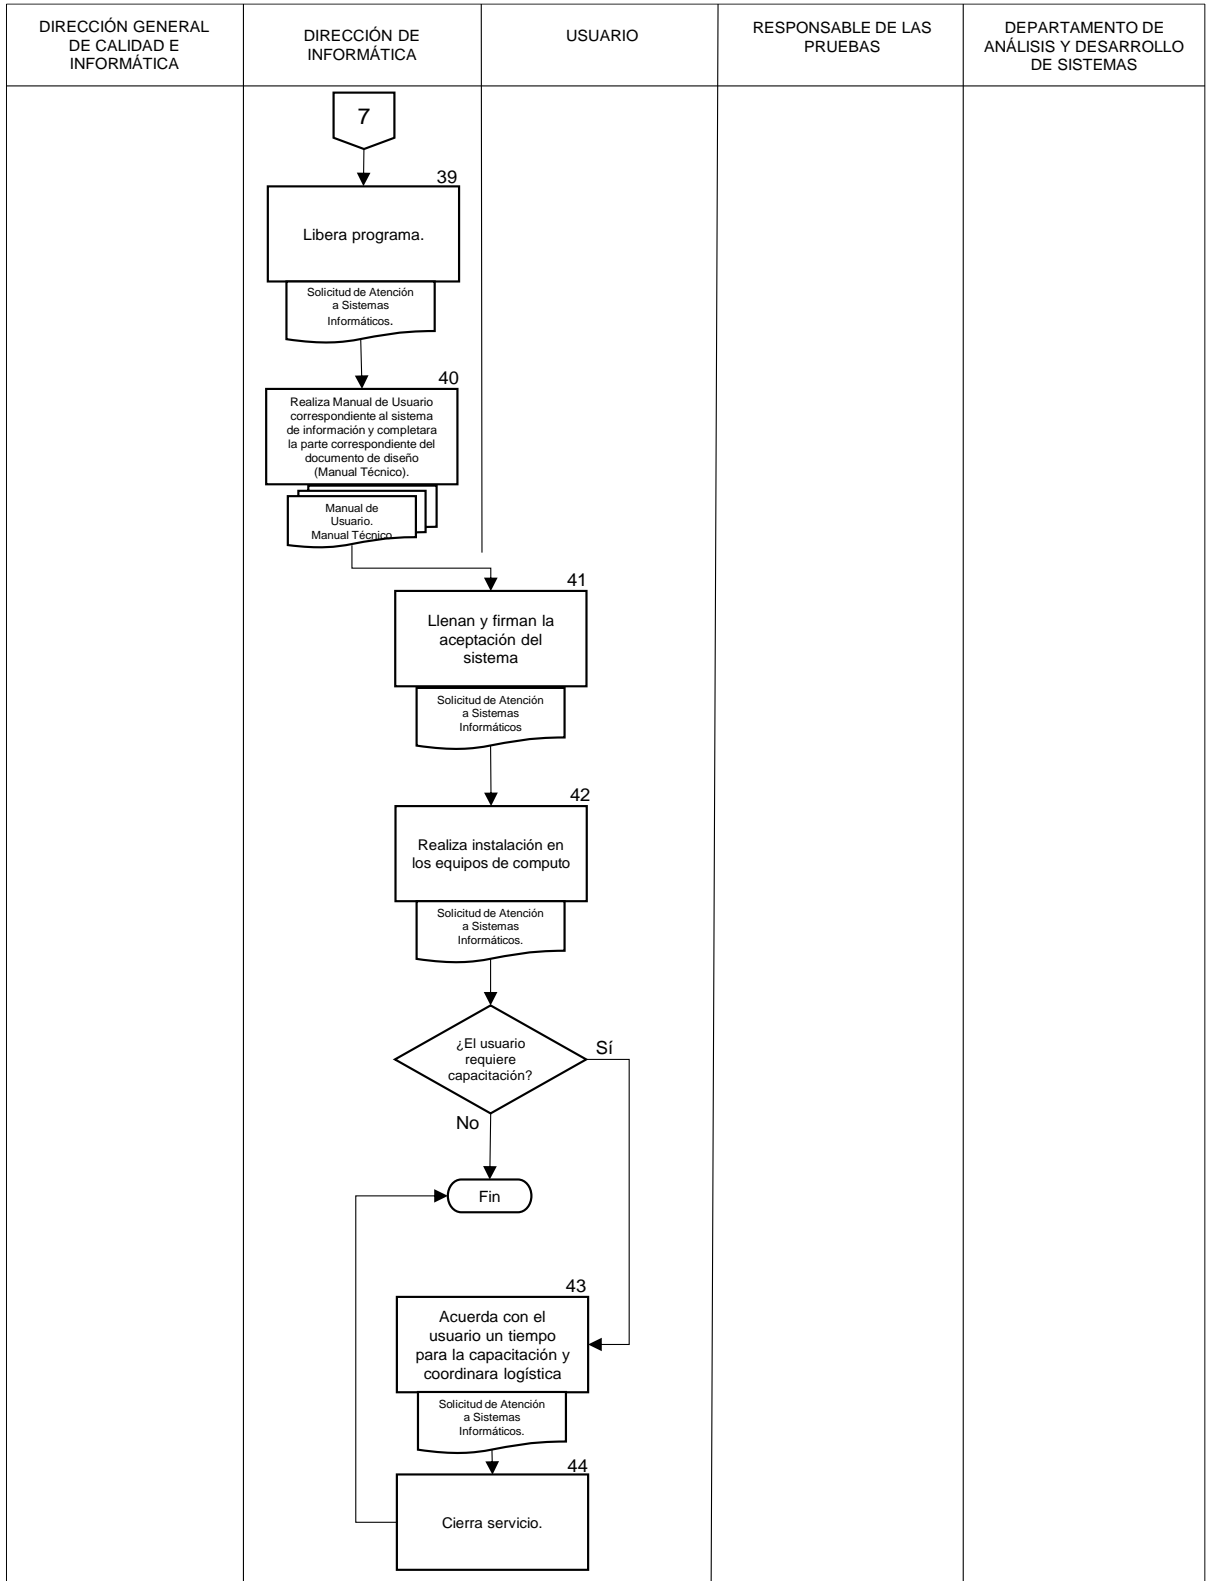 DIRECCIÓN GENERAL
DE CALIDAD E
INFORMÁTICA
DIRECCIÓN DE
INFORMÁTICA
USUARIO
RESPONSABLE DE LAS
PRUEBAS
DEPARTAMENTO DE
ANÁLISIS Y DESARROLLO
DE SISTEMAS
7
39
Libera programa.
Solicitud de Atención
a Sistemas
Informáticos.
40
Realiza Manual de Usuario
correspondiente al sistema
de información y completara
la parte correspondiente del
documento de diseño
(Manual Técnico).
Manual de
Usuario.
Manual Técnico
41
Llenan y firman la
aceptación del
sistema
Solicitud de Atención
a Sistemas
Informáticos
42
Realiza instalación en
los equipos de computo
Solicitud de Atención
a Sistemas
Informáticos.
¿El usuario
requiere
capacitación?
Sí
No
Fin
43
Acuerda con el
usuario un tiempo
para la capacitación y
coordinara logística
Solicitud de Atención
a Sistemas
Informáticos.
44
Cierra servicio.